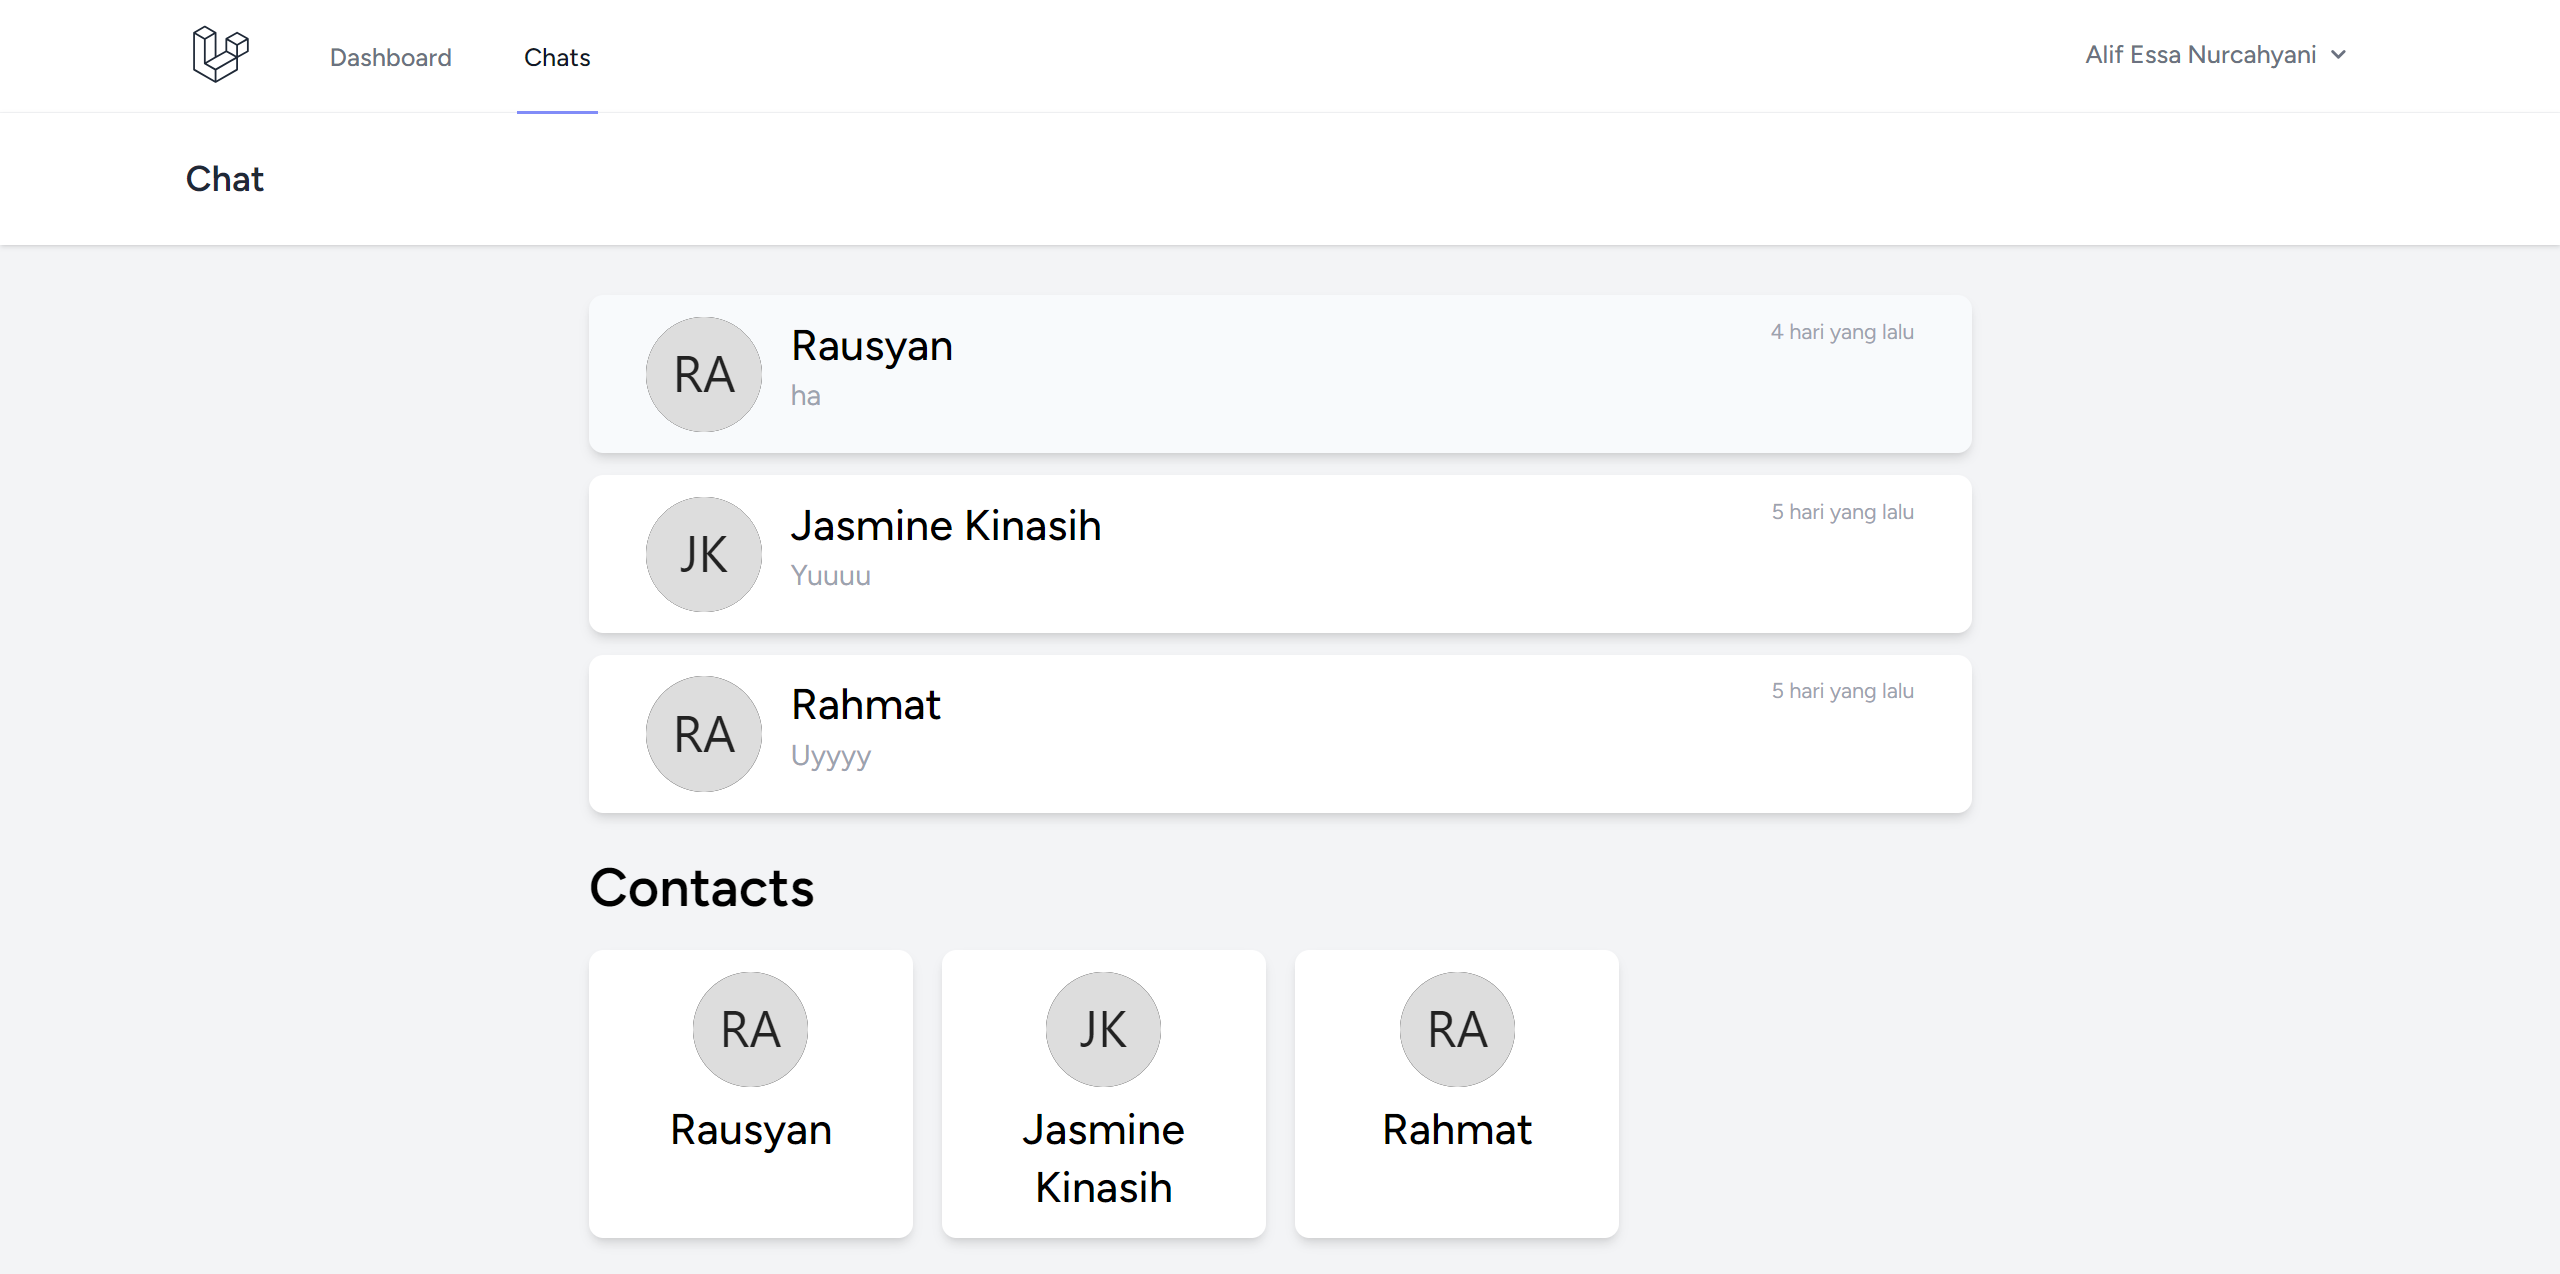 Dashboard
Chats
Alif Essa Nurcahyani
Chat
RA
Rausyan
ha
4 hari yang lalu
JK
Jasmine Kinasih
Yuuuu
5 hari yang lalu
RA
Rahmat
Uyyyy
5 hari yang lalu
Contacts
RA
Rausyan
JK
Jasmine
Kinasih
RA
Rahmat